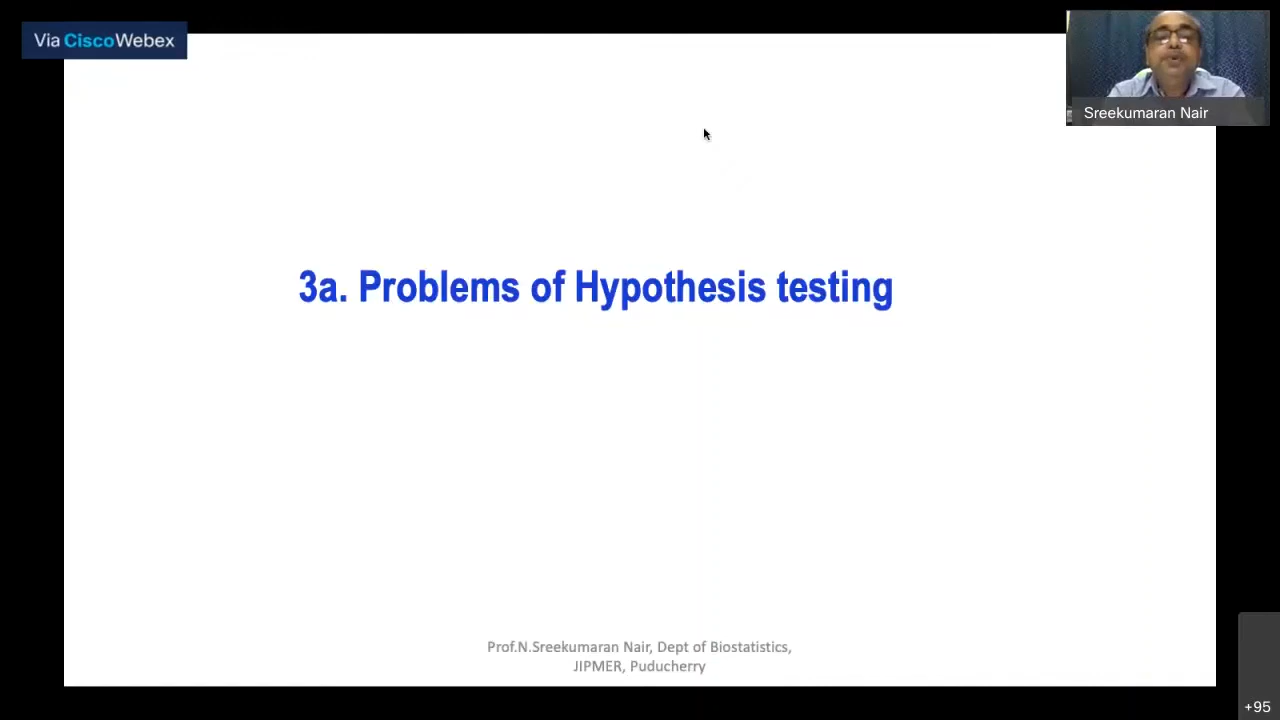 Via CiscoWebex
Sreekumaran Nair
3a. Problems of Hypothesis testing
Prof.N.Sreekumaran Nair, Dept of Biostatistics,
JIPMER, Puducherry
+95